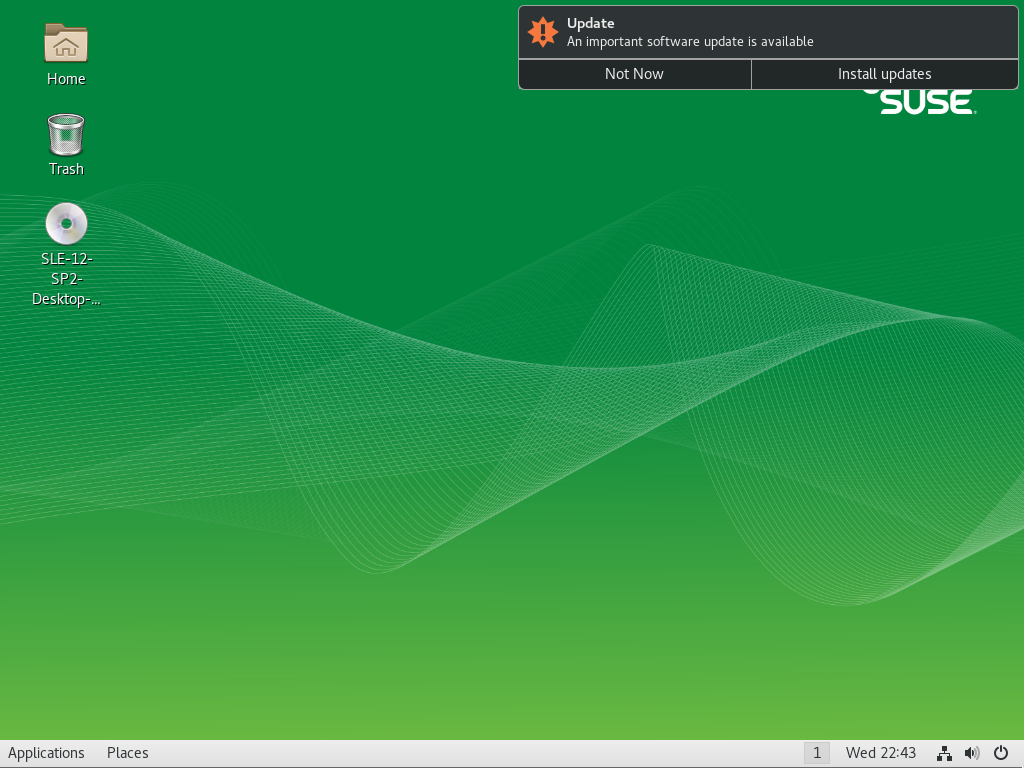 Home
Trash
SLE-12-
SP2-
Desktop-...
Update
An important software update is available
Not Now
Install updates
SUSE
Applications
Places
1
Wed 22:43